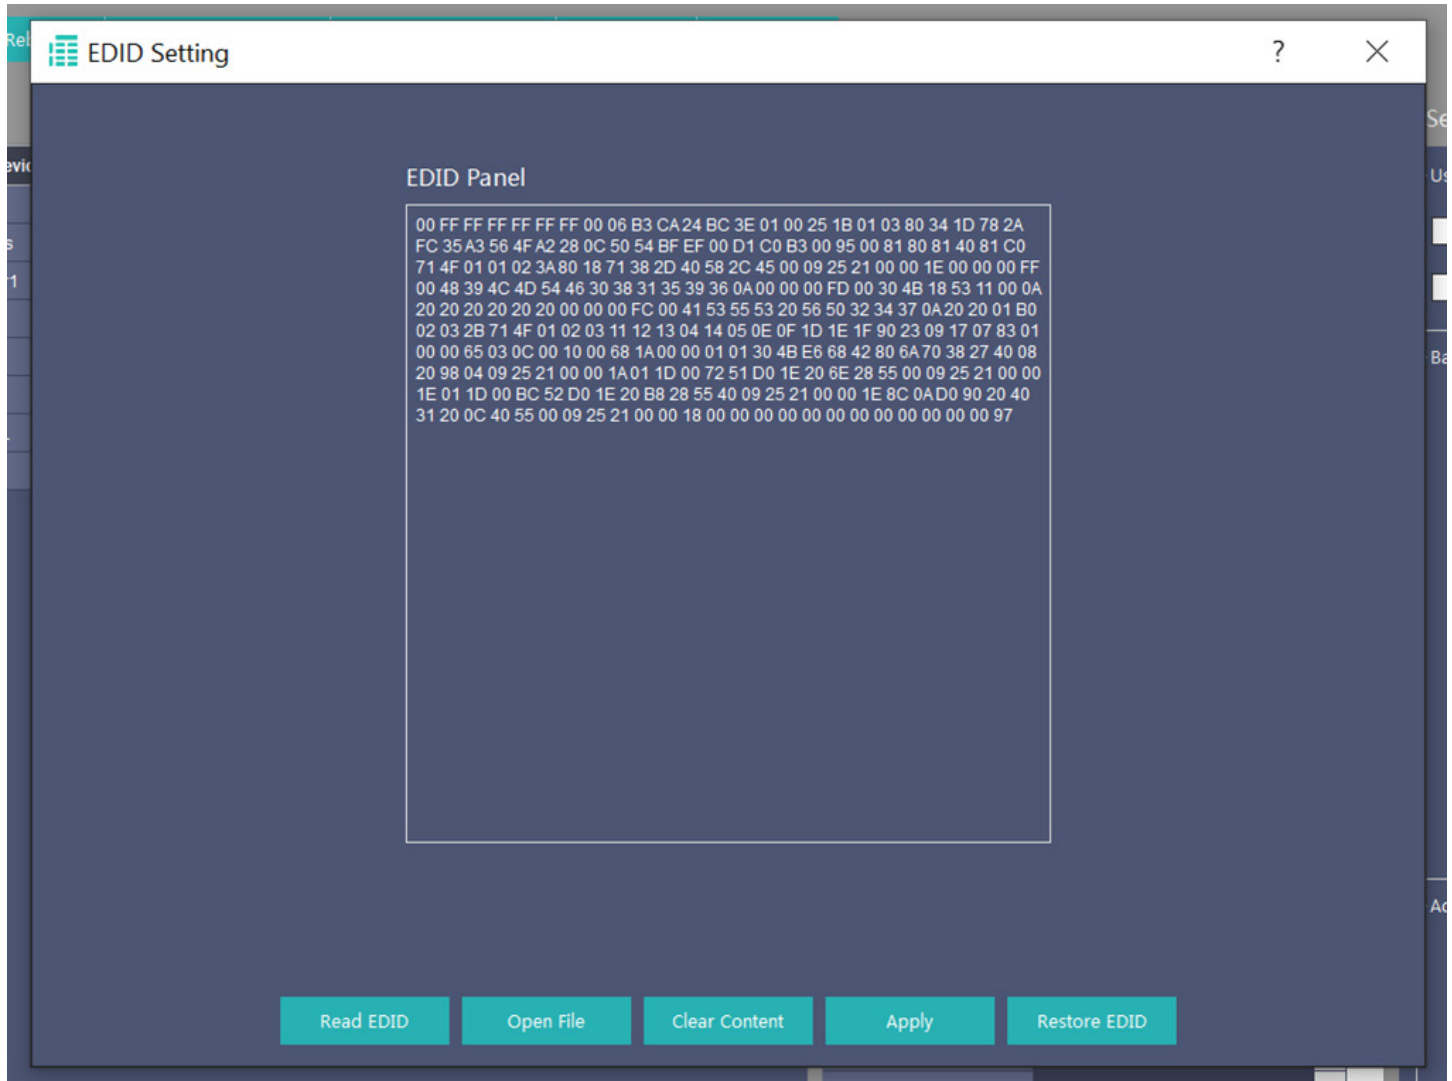 Rel
EDID Setting
?
Se
evic
Us
EDID Panel
00 FF FF FF FF FF FF 00 06 B3 CA 24 BC 3E 01 00 25 1B 01 03 80 34 1D 78 2A
FC 35 A3 56 4F A2 28 0C 50 54 BF EF 00 D1 C0 B3 00 95 00 81 80 81 40 81 C0
71 4F 01 01 02 3A 80 18 71 38 2D 40 58 2C 45 00 09 25 21 00 00 1E 00 00 00 FF
00 48 39 4C 4D 54 46 30 38 31 35 39 36 0A 00 00 00 FD 00 30 4B 18 53 11 00 0A
20 20 20 20 20 20 00 00 00 FC 00 41 53 55 53 20 56 50 32 34 37 0A 20 20 01 B0
02 03 2B 71 4F 01 02 03 11 12 13 04 14 05 0E 0F 1D 1E 1F 90 23 09 17 07 83 01
00 00 65 03 0C 00 10 00 68 1A 00 00 01 01 30 4B E6 68 42 80 6A 70 38 27 40 08
20 98 04 09 25 21 00 00 1A 01 1D 00 72 51 D0 1E 20 6E 28 55 00 09 25 21 00 00
1E 01 1D 00 BC 52 D0 1E 20 B8 28 55 40 09 25 21 00 00 1E 8C 0A D0 90 20 40
31 20 0C 40 55 00 09 25 21 00 00 18 00 00 00 00 00 00 00 00 00 00 00 00 97
s
r1
Ba
Ac
Read EDID
Open File
Clear Content
Apply
Restore EDID